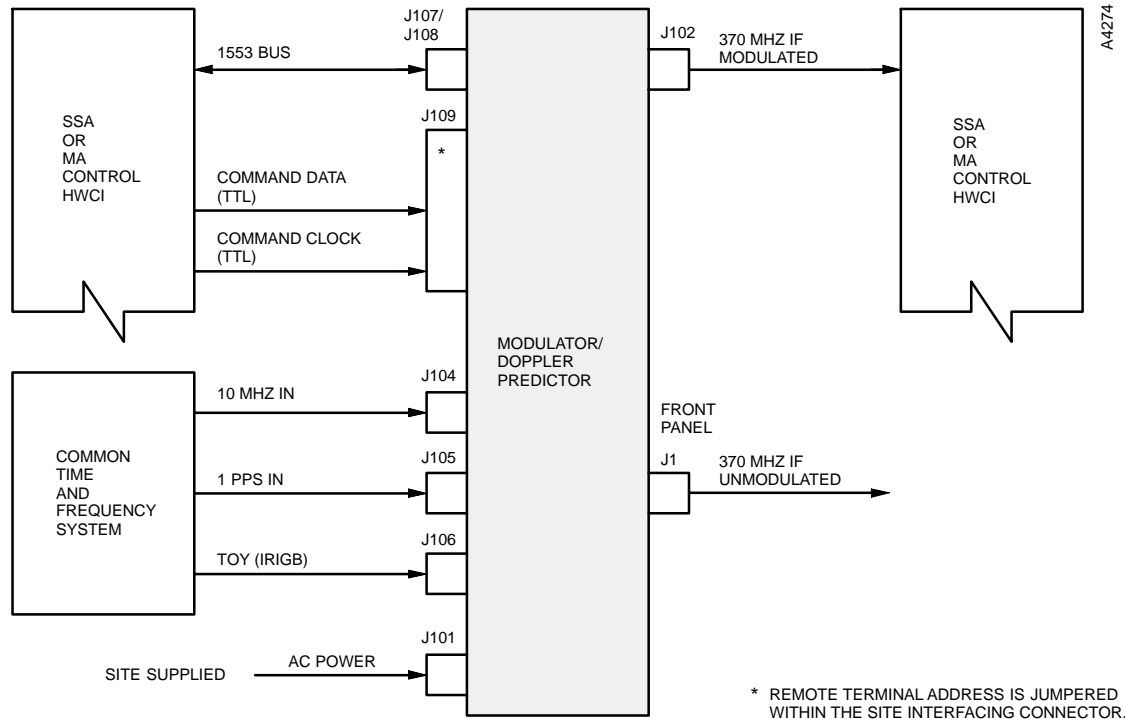 J107/
J108
1553 BUS
J109
*
SSA
OR
MA
CONTROL
HWCI
COMMAND DATA
(TTL)
COMMAND CLOCK
(TTL)
J102
370 MHZ IF
MODULATED
SSA
OR
MA
CONTROL
HWCI
A4274
MODULATOR/
DOPPLER
PREDICTOR
J104
10 MHZ IN
COMMON
TIME
AND
FREQUENCY
SYSTEM
J105
1 PPS IN
J106
TOY (IRIGB)
FRONT
PANEL
J1
370 MHZ IF
UNMODULATED
J101
SITE SUPPLIED
AC POWER
* REMOTE TERMINAL ADDRESS IS JUMPERED
WITHIN THE SITE INTERFACING CONNECTOR.